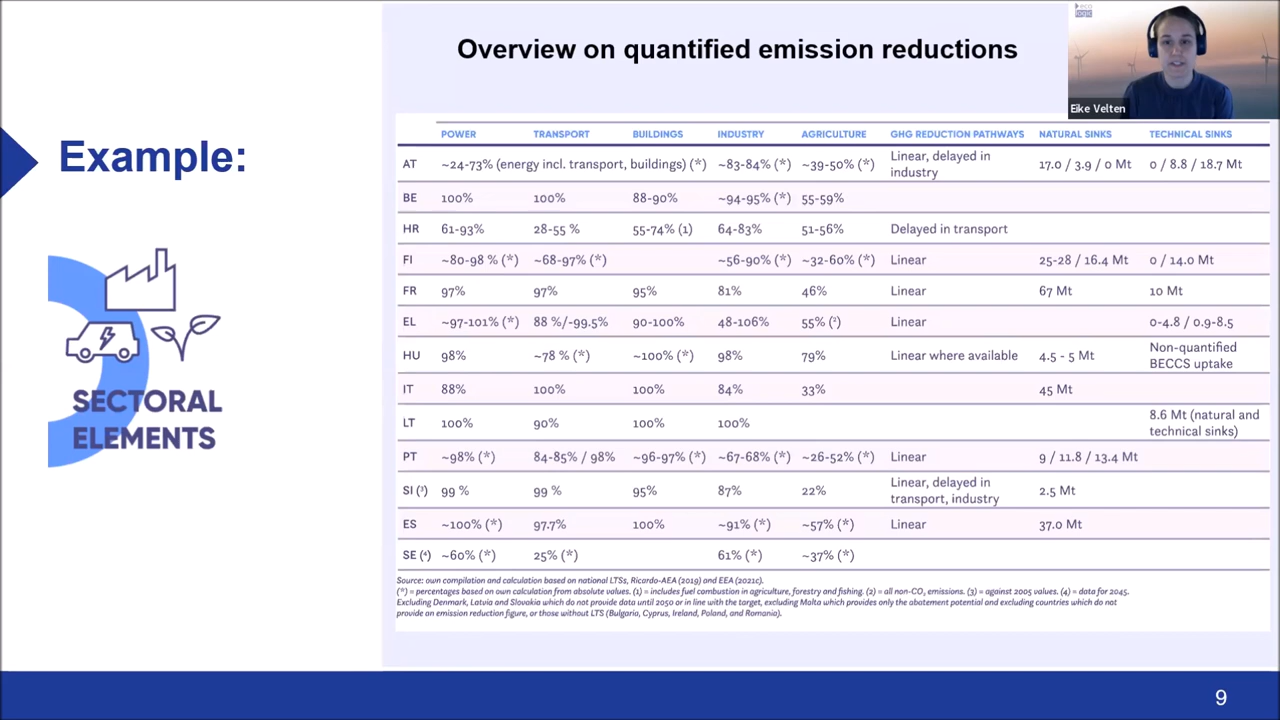 Overview on quantified emission reductions
eco
logic
Eike Velten
Example:
SECTORAL
ELEMENTS
POWER TRANSPORT BUILDINGS INDUSTRY AGRICULTURE GHG REDUCTION PATHWAYS NATURAL SINKS TECHNICAL SINKS
AT ~24-73% (energy incl. transport, buildings) (*) ~83-84% (*) ~39-50% (*) Linear, delayed in industry 17.0 / 3.9 / 0 Mt 0 / 8.8 / 18.7 Mt
BE 100% 100% 88-90% ~94-95% (*) 55-59%
HR 61-93% 28-55 % 55-74% (1) 64-83% 51-56% Delayed in transport
FI ~80-98 % (*) ~68-97% (*) ~56-90% (*) ~32-60% (*) Linear 25-28 / 16.4 Mt 0 / 14.0 Mt
FR 97% 97% 95% 81% 46% Linear 67 Mt 10 Mt
EL ~97-101% (*) 88 %/-99.5% 90-100% 48-106% 55% (²) Linear 0-4.8 / 0.9-8.5
HU 98% ~78 % (*) ~100% (*) 98% 79% Linear where available 4.5 - 5 Mt Non-quantified BECCS uptake
IT 88% 100% 100% 84% 33% 45 Mt
LT 100% 90% 100% 100% 8.6 Mt (natural and technical sinks)
PT ~98% (*) 84-85% / 98% ~96-97% (*) ~67-68% (*) ~26-52% (*) Linear 9 / 11.8 / 13.4 Mt
SI (³) 99 % 99 % 95% 87% 22% Linear, delayed in transport, industry 2.5 Mt
ES ~100% (*) 97.7% 100% ~91% (*) ~57% (*) Linear 37.0 Mt
SE (⁴) ~60% (*) 25% (*) 61% (*) ~37% (*)
Source: own compilation and calculation based on national LTSs, Ricardo-AEA (2019) and EEA (2021c).
(*) = percentages based on own calculation from absolute values. (1) = includes fuel combustion in agriculture, forestry and fishing. (2) = all non-CO₂ emissions. (3) = against 2005 values. (4) = data for 2045.
Excluding Denmark, Latvia and Slovakia which do not provide data until 2050 or in line with the target, excluding Malta which provides only the abotement potential and excluding countries which do not
provide an emission reduction figure, or those without LTS (Bulgaria, Cyprus, Ireland, Poland, and Romania).
9